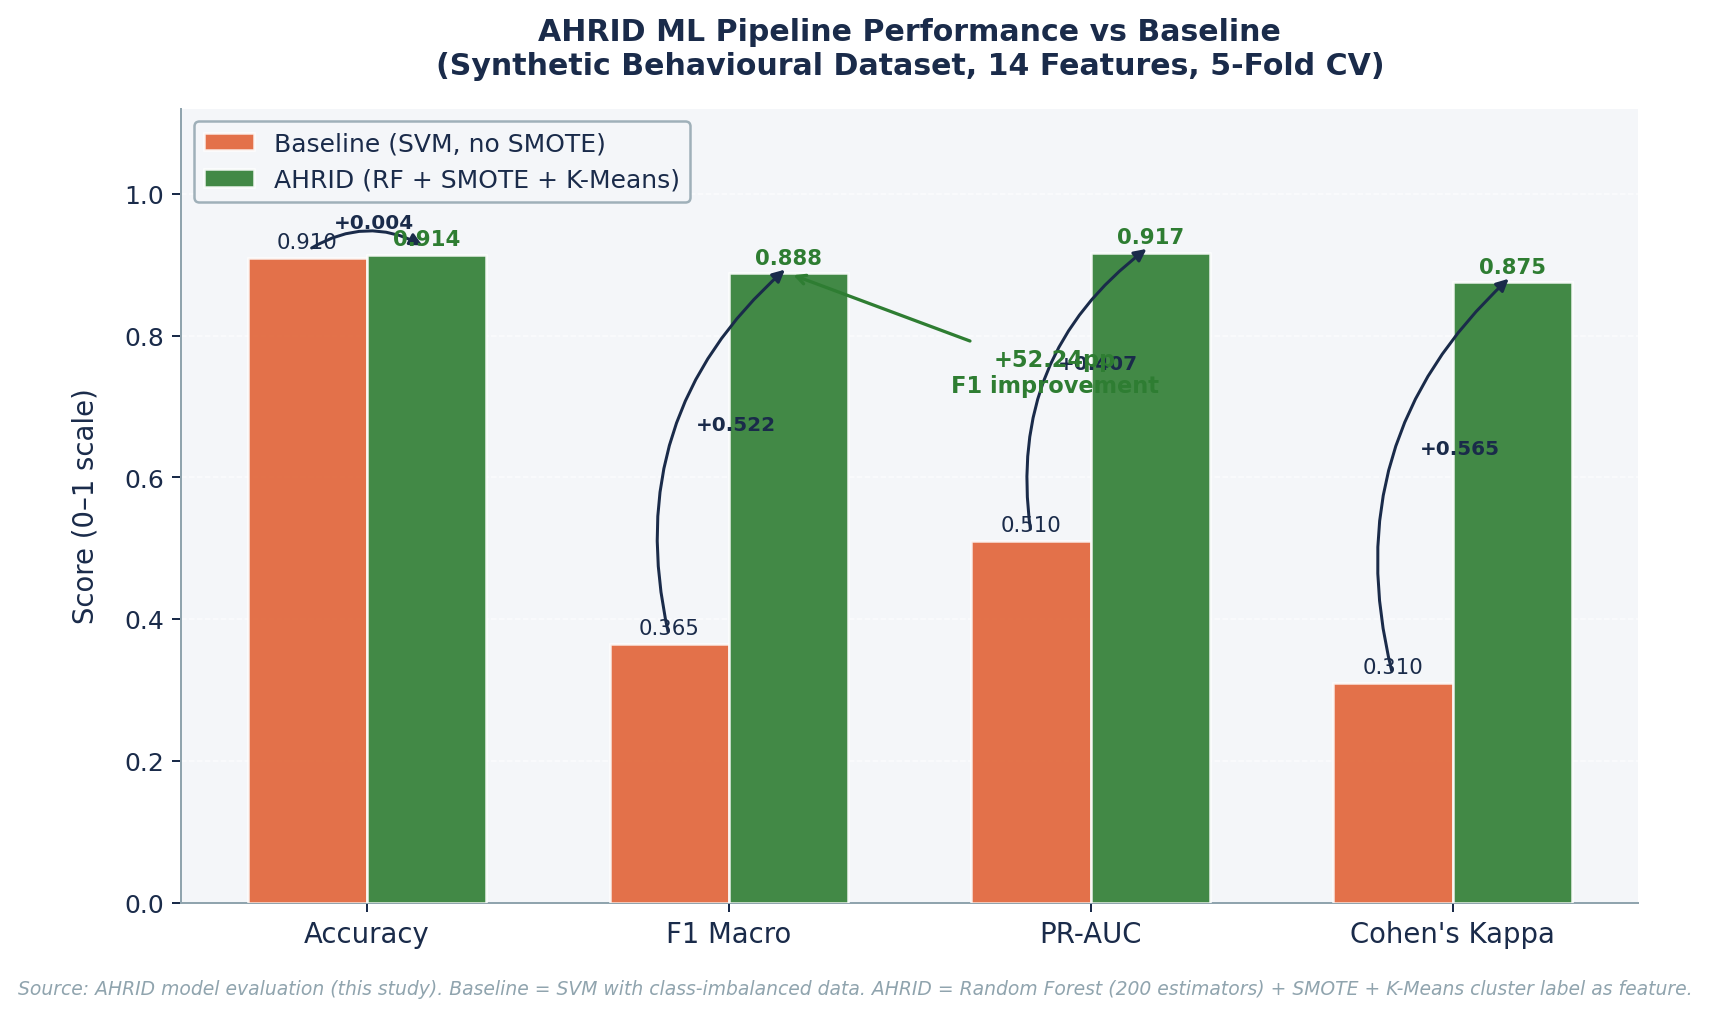 AHRID ML Pipeline Performance vs Baseline
(Synthetic Behavioural Dataset, 14 Features, 5-Fold CV)
Baseline (SVM, no SMOTE)
AHRID (RF + SMOTE + K-Means)
Score (0–1 scale)
1.0
0.8
0.6
0.4
0.2
0.0
+0.004
0.910
0.914
0.888
+0.522
0.365
0.917
+52.24pp
+0.407
F1 improvement
0.510
0.875
+0.565
0.310
Accuracy
F1 Macro
PR-AUC
Cohen's Kappa
Source: AHRID model evaluation (this study). Baseline = SVM with class-imbalanced data. AHRID = Random Forest (200 estimators) + SMOTE + K-Means cluster label as feature.